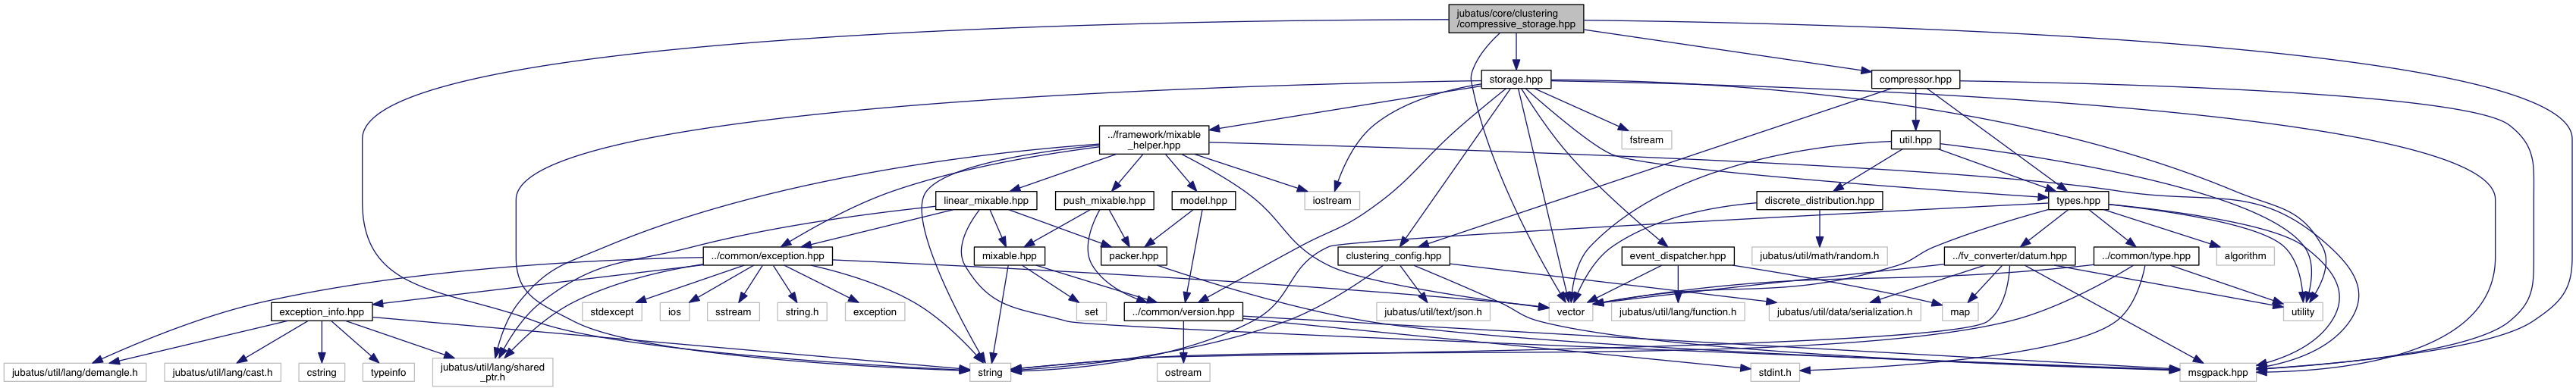 jubatus/core/clustering
/compressive_storage.hpp
storage.hpp
compressor.hpp
../framework/mixable
_helper.hpp
fstream
util.hpp
linear_mixable.hpp
push_mixable.hpp
model.hpp
iostream
discrete_distribution.hpp
types.hpp
../common/exception.hpp
mixable.hpp
packer.hpp
clustering_config.hpp
event_dispatcher.hpp
jubatus/util/math/random.h
../fv_converter/datum.hpp
../common/type.hpp
algorithm
exception_info.hpp
stdexcept
ios
sstream
string.h
exception
set
../common/version.hpp
jubatus/util/text/json.h
vector
jubatus/util/lang/function.h
jubatus/util/data/serialization.h
map
utility
jubatus/util/lang/demangle.h
jubatus/util/lang/cast.h
cstring
typeinfo
jubatus/util/lang/shared
_ptr.h
string
ostream
stdint.h
msgpack.hpp